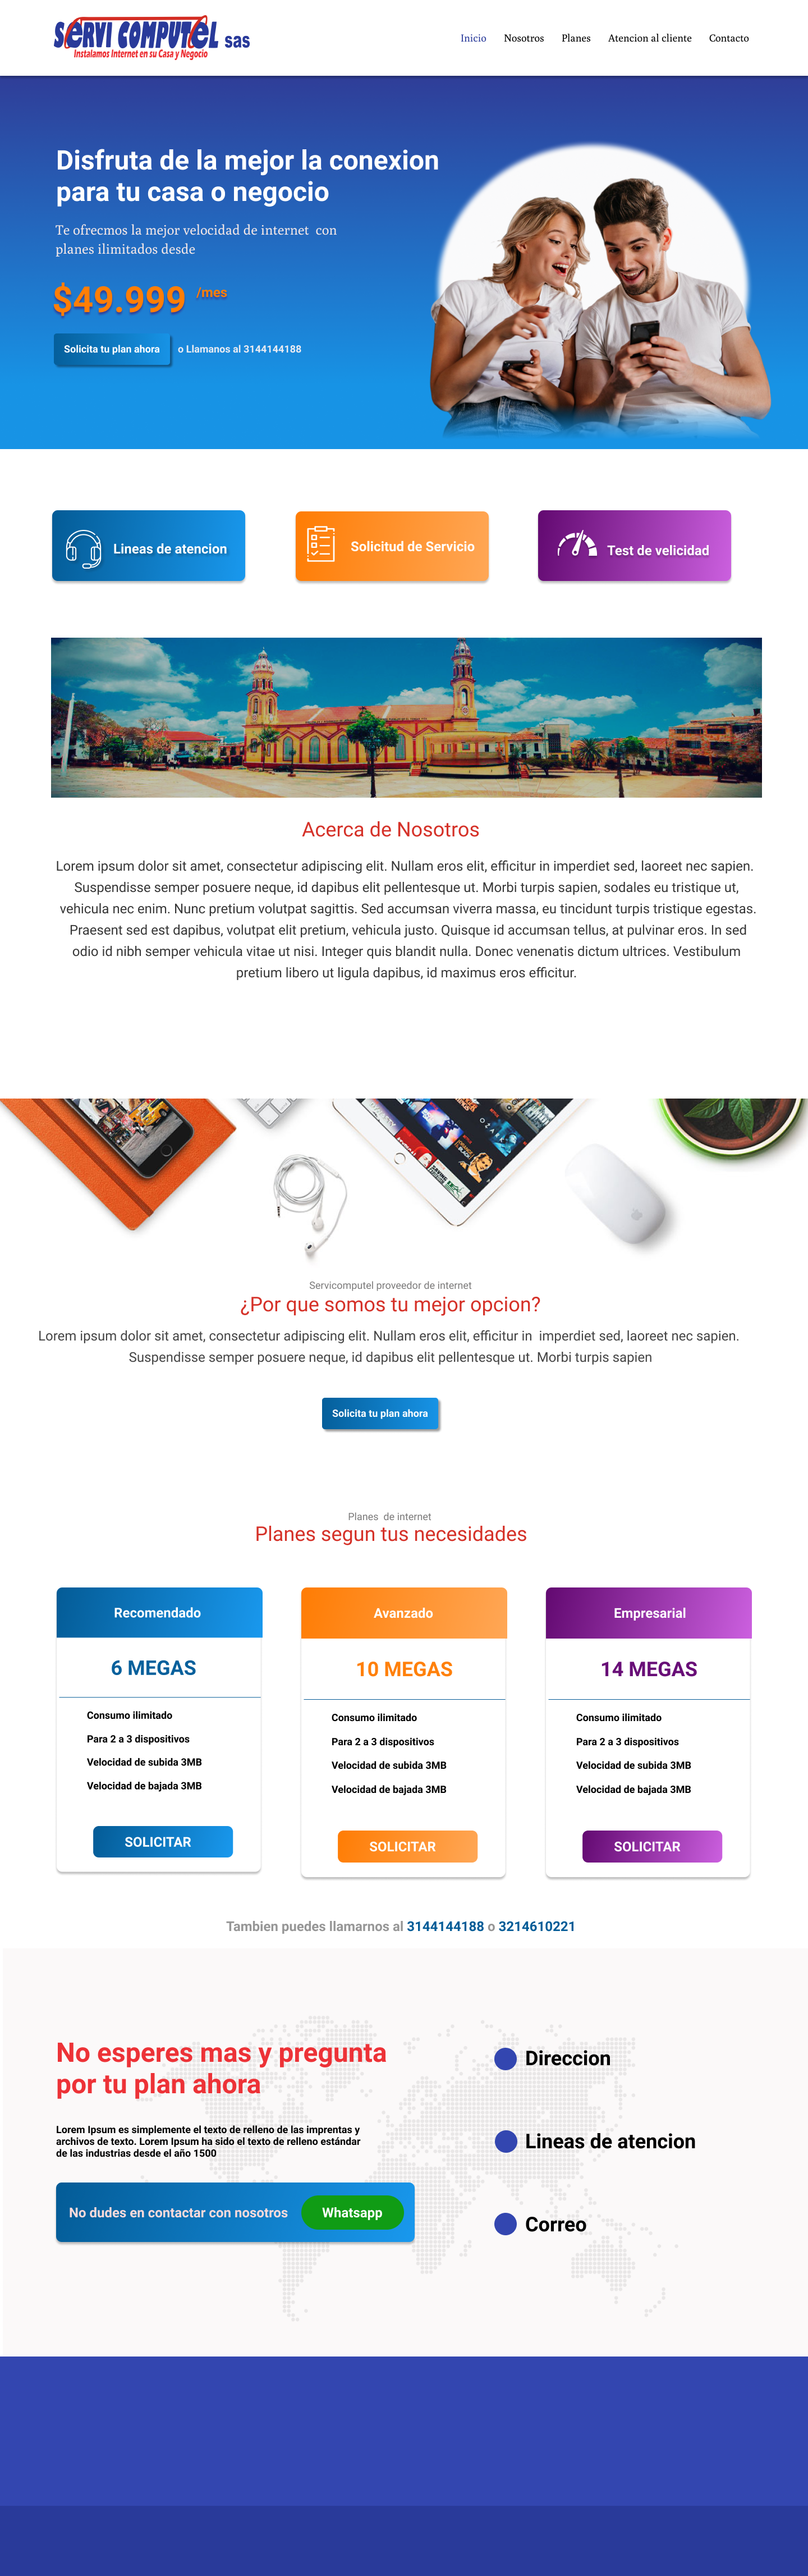 SERVI COMPUTEL sas
Instalamos Internet en su Casa y Negocio
Inicio
Nosotros
Planes
Atencion al cliente
Contacto
Disfruta de la mejor la conexion
para tu casa o negocio
Te ofrecmos la mejor velocidad de internet con
planes ilimitados desde
$49.999 /mes
Solicita tu plan ahora
o Llamanos al 3144144188
Lineas de atencion
Solicitud de Servicio
Test de velicidad
Acerca de Nosotros
Lorem ipsum dolor sit amet, consectetur adipiscing elit. Nullam eros elit, efficitur in imperdiet sed, laoreet nec sapien.
Suspendisse semper posuere neque, id dapibus elit pellentesque ut. Morbi turpis sapien, sodales eu tristique ut,
vehicula nec enim. Nunc pretium volutpat sagittis. Sed accumsan viverra massa, eu tincidunt turpis tristique egestas.
Praesent sed est dapibus, volutpat elit pretium, vehicula justo. Quisque id accumsan tellus, at pulvinar eros. In sed
odio id nibh semper vehicula vitae ut nisi. Integer quis blandit nulla. Donec venenatis dictum ultrices. Vestibulum
pretium libero ut ligula dapibus, id maximus eros efficitur.
Servicomputel proveedor de internet
¿Por que somos tu mejor opcion?
Lorem ipsum dolor sit amet, consectetur adipiscing elit. Nullam eros elit, efficitur in imperdiet sed, laoreet nec sapien.
Suspendisse semper posuere neque, id dapibus elit pellentesque ut. Morbi turpis sapien
Solicita tu plan ahora
Planes de internet
Planes segun tus necesidades
Recomendado
6 MEGAS
Consumo ilimitado
Para 2 a 3 dispositivos
Velocidad de subida 3MB
Velocidad de bajada 3MB
SOLICITAR
Avanzado
10 MEGAS
Consumo ilimitado
Para 2 a 3 dispositivos
Velocidad de subida 3MB
Velocidad de bajada 3MB
SOLICITAR
Empresarial
14 MEGAS
Consumo ilimitado
Para 2 a 3 dispositivos
Velocidad de subida 3MB
Velocidad de bajada 3MB
SOLICITAR
Tambien puedes llamarnos al 3144144188 o 3214610221
No esperes mas y pregunta
por tu plan ahora
Lorem Ipsum es simplemente el texto de relleno de las imprentas y
archivos de texto. Lorem Ipsum ha sido el texto de relleno estándar
de las industrias desde el año 1500
No dudes en contactar con nosotros
Whatsapp
Direccion
Lineas de atencion
Correo